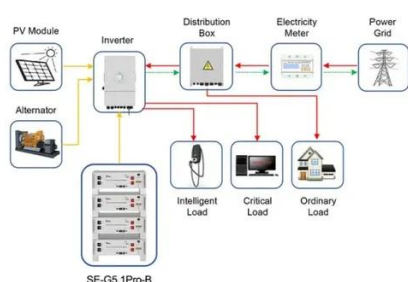 PV Module
Inverter
Distribution
Box
Electricity
Meter
Power
Grid
Alternator
Intelligent
Load
Critical
Load
Ordinary
Load
SE-G5.1Pro-B